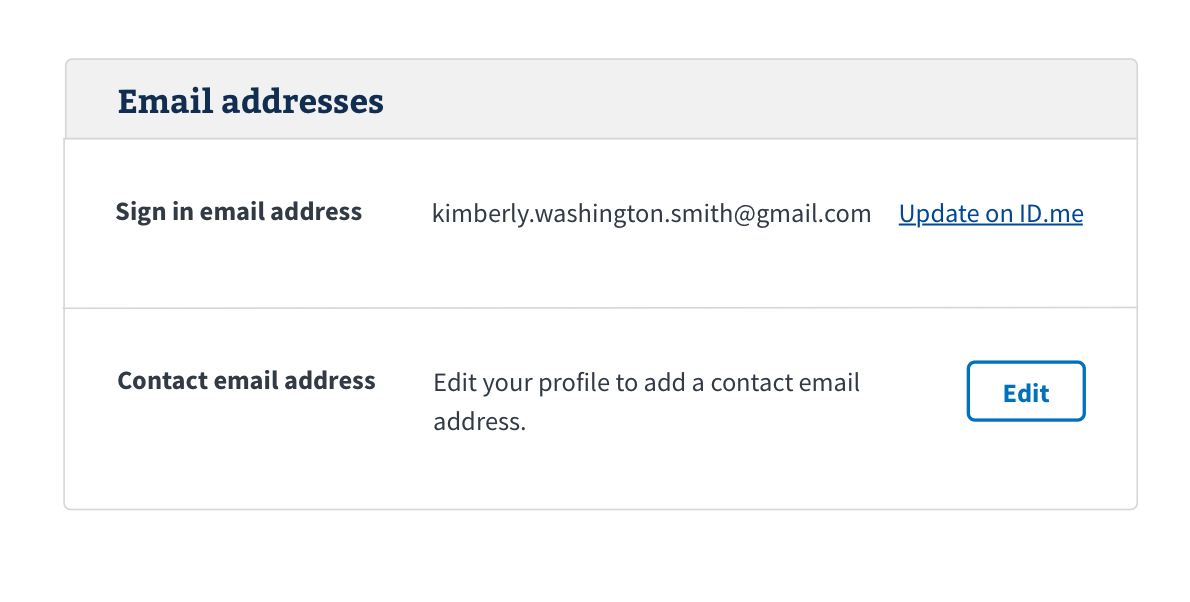 Email addresses
Sign in email address kimberly.washington.smith@gmail.com Update on ID.me
Contact email address Edit your profile to add a contact email
address.
Edit